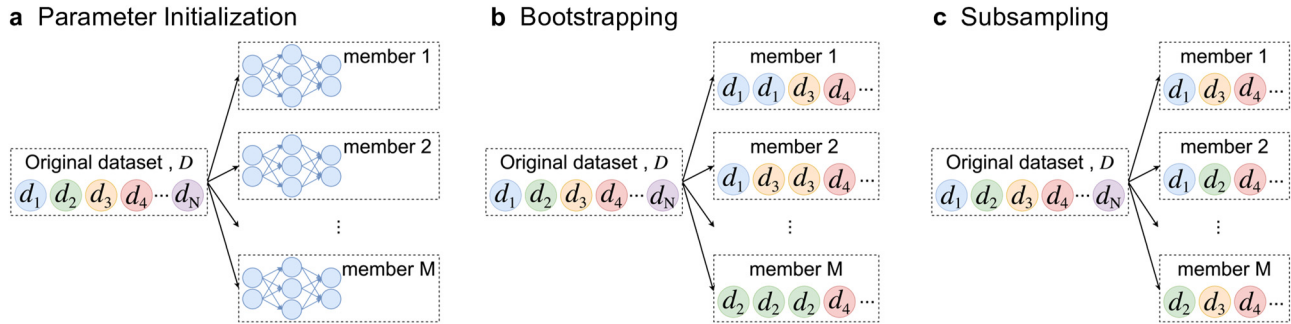 a Parameter Initialization
member 1
member 2
Original dataset , D
d1 d2 d3 d4 ··· dN
⋮
member M
b Bootstrapping
member 1
d1 d1 d3 d4 ···
member 2
Original dataset , D
d1 d3 d3 d4 ···
d1 d2 d3 d4 ··· dN
⋮
member M
d2 d2 d2 d4 ···
c Subsampling
member 1
d1 d3 d4 ···
member 2
Original dataset , D
d1 d2 d4 ···
d1 d2 d3 d4 ··· dN
⋮
member M
d2 d3 d4 ···